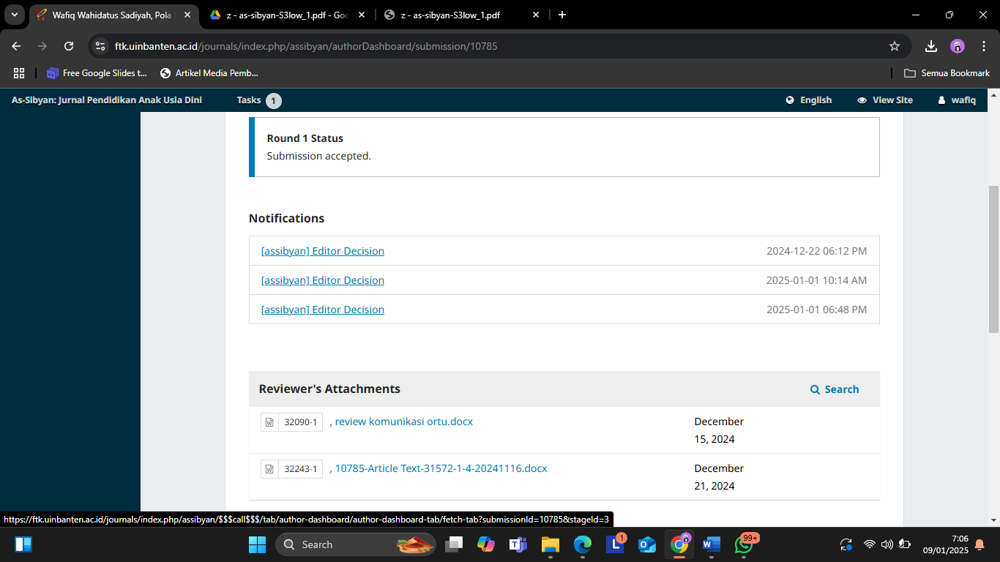 Wafiq Wahidatus Sadiyah, Pola
z - as-sibyan-S3low_1.pdf - Goo
z - as-sibyan-S3low_1.pdf
ftk.uinbanten.ac.id/journals/index.php/assibyan/authorDashboard/submission/10785
Free Google Slides t...
Artikel Media Pemb...
Semua Bookmark
As-Sibyan: Jurnal Pendidikan Anak Usia Dini
Tasks 1
English
View Site
wafiq
Round 1 Status
Submission accepted.
Notifications
[assibyan] Editor Decision 2024-12-22 06:12 PM
[assibyan] Editor Decision 2025-01-01 10:14 AM
[assibyan] Editor Decision 2025-01-01 06:48 PM
Reviewer's Attachments
Search
32090-1 , review komunikasi ortu.docx December
15, 2024
32243-1 , 10785-Article Text-31572-1-4-20241116.docx December
21, 2024
https://ftk.uinbanten.ac.id/journals/index.php/assibyan/$$$call$$$/tab/author-dashboard/author-dashboard-tab/fetch-tab?submissionId=10785&stageId=3
Search
L 1
99+
7:06
09/01/2025